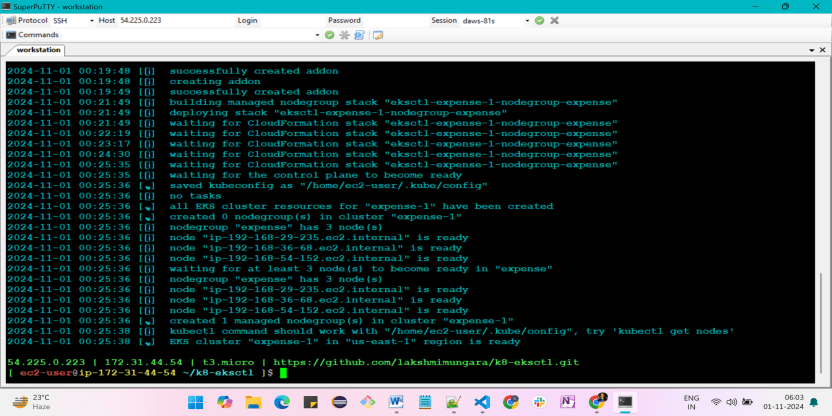 SuperPuTTY - workstation
Protocol SSH Host 54.225.0.223 Login Password Session daws-81s
Commands
workstation
2024-11-01 00:19:48 [ℹ] successfully created addon
2024-11-01 00:19:48 [ℹ] creating addon
2024-11-01 00:19:49 [ℹ] successfully created addon
2024-11-01 00:21:49 [ℹ] building managed nodegroup stack "eksctl-expense-1-nodegroup-expense"
2024-11-01 00:21:49 [ℹ] deploying stack "eksctl-expense-1-nodegroup-expense"
2024-11-01 00:21:49 [ℹ] waiting for CloudFormation stack "eksctl-expense-1-nodegroup-expense"
2024-11-01 00:22:19 [ℹ] waiting for CloudFormation stack "eksctl-expense-1-nodegroup-expense"
2024-11-01 00:23:17 [ℹ] waiting for CloudFormation stack "eksctl-expense-1-nodegroup-expense"
2024-11-01 00:24:30 [ℹ] waiting for CloudFormation stack "eksctl-expense-1-nodegroup-expense"
2024-11-01 00:25:35 [ℹ] waiting for CloudFormation stack "eksctl-expense-1-nodegroup-expense"
2024-11-01 00:25:35 [ℹ] waiting for the control plane to become ready
2024-11-01 00:25:36 [✔] saved kubeconfig as "/home/ec2-user/.kube/config"
2024-11-01 00:25:36 [ℹ] no tasks
2024-11-01 00:25:36 [✔] all EKS cluster resources for "expense-1" have been created
2024-11-01 00:25:36 [✔] created 0 nodegroup(s) in cluster "expense-1"
2024-11-01 00:25:36 [ℹ] nodegroup "expense" has 3 node(s)
2024-11-01 00:25:36 [ℹ] node "ip-192-168-29-235.ec2.internal" is ready
2024-11-01 00:25:36 [ℹ] node "ip-192-168-36-68.ec2.internal" is ready
2024-11-01 00:25:36 [ℹ] node "ip-192-168-54-152.ec2.internal" is ready
2024-11-01 00:25:36 [ℹ] waiting for at least 3 node(s) to become ready in "expense"
2024-11-01 00:25:36 [ℹ] nodegroup "expense" has 3 node(s)
2024-11-01 00:25:36 [ℹ] node "ip-192-168-29-235.ec2.internal" is ready
2024-11-01 00:25:36 [ℹ] node "ip-192-168-36-68.ec2.internal" is ready
2024-11-01 00:25:36 [ℹ] node "ip-192-168-54-152.ec2.internal" is ready
2024-11-01 00:25:36 [✔] created 1 managed nodegroup(s) in cluster "expense-1"
2024-11-01 00:25:38 [ℹ] kubectl command should work with "/home/ec2-user/.kube/config", try 'kubectl get nodes'
2024-11-01 00:25:38 [✔] EKS cluster "expense-1" in "us-east-1" region is ready
54.225.0.223 | 172.31.44.54 | t3.micro | https://github.com/lakshmimungara/k8-eksctl.git
[ ec2-user@ip-172-31-44-54 ~/k8-eksctl ]$
23°C
Haze
ENG
IN
06:03
01-11-2024